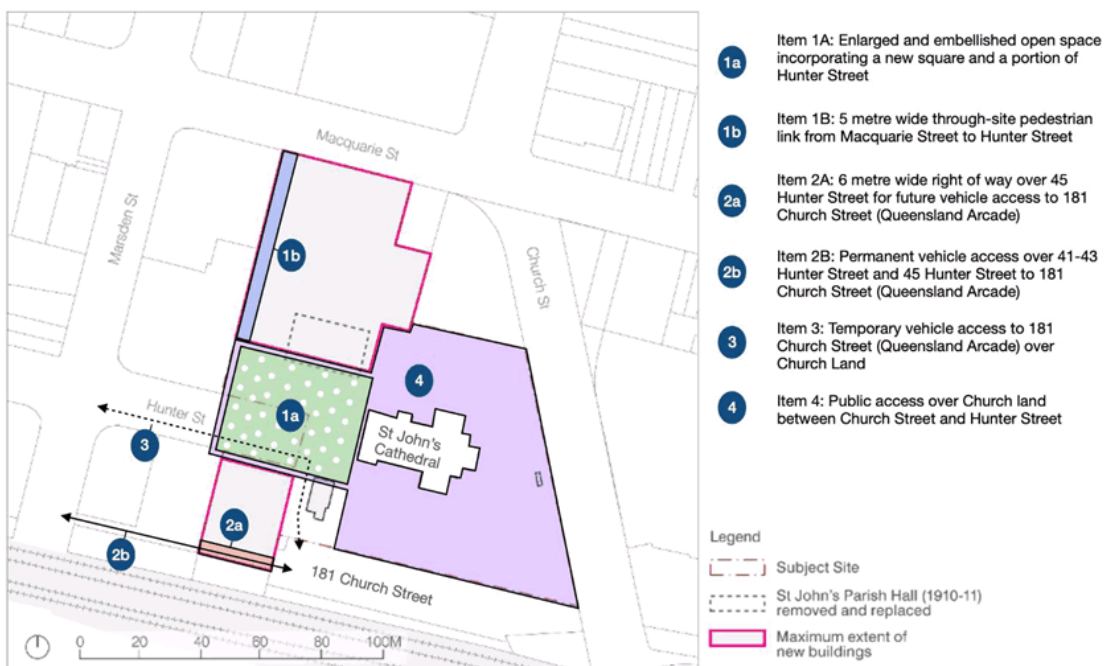 Macquarie St
Marsden St
Church St
Hunter St
1b
4
1a
3
St John's
Cathedral
2a
2b
181 Church Street
0 20 40 60 80 100M
1a
Item 1A: Enlarged and embellished open space
incorporating a new square and a portion of
Hunter Street
1b
Item 1B: 5 metre wide through-site pedestrian
link from Macquarie Street to Hunter Street
2a
Item 2A: 6 metre wide right of way over 45
Hunter Street for future vehicle access to 181
Church Street (Queensland Arcade)
2b
Item 2B: Permanent vehicle access over 41-43
Hunter Street and 45 Hunter Street to 181
Church Street (Queensland Arcade)
3
Item 3: Temporary vehicle access to 181
Church Street (Queensland Arcade) over
Church Land
4
Item 4: Public access over Church land
between Church Street and Hunter Street
Legend
Subject Site
St John's Parish Hall (1910-11)
removed and replaced
Maximum extent of
new buildings